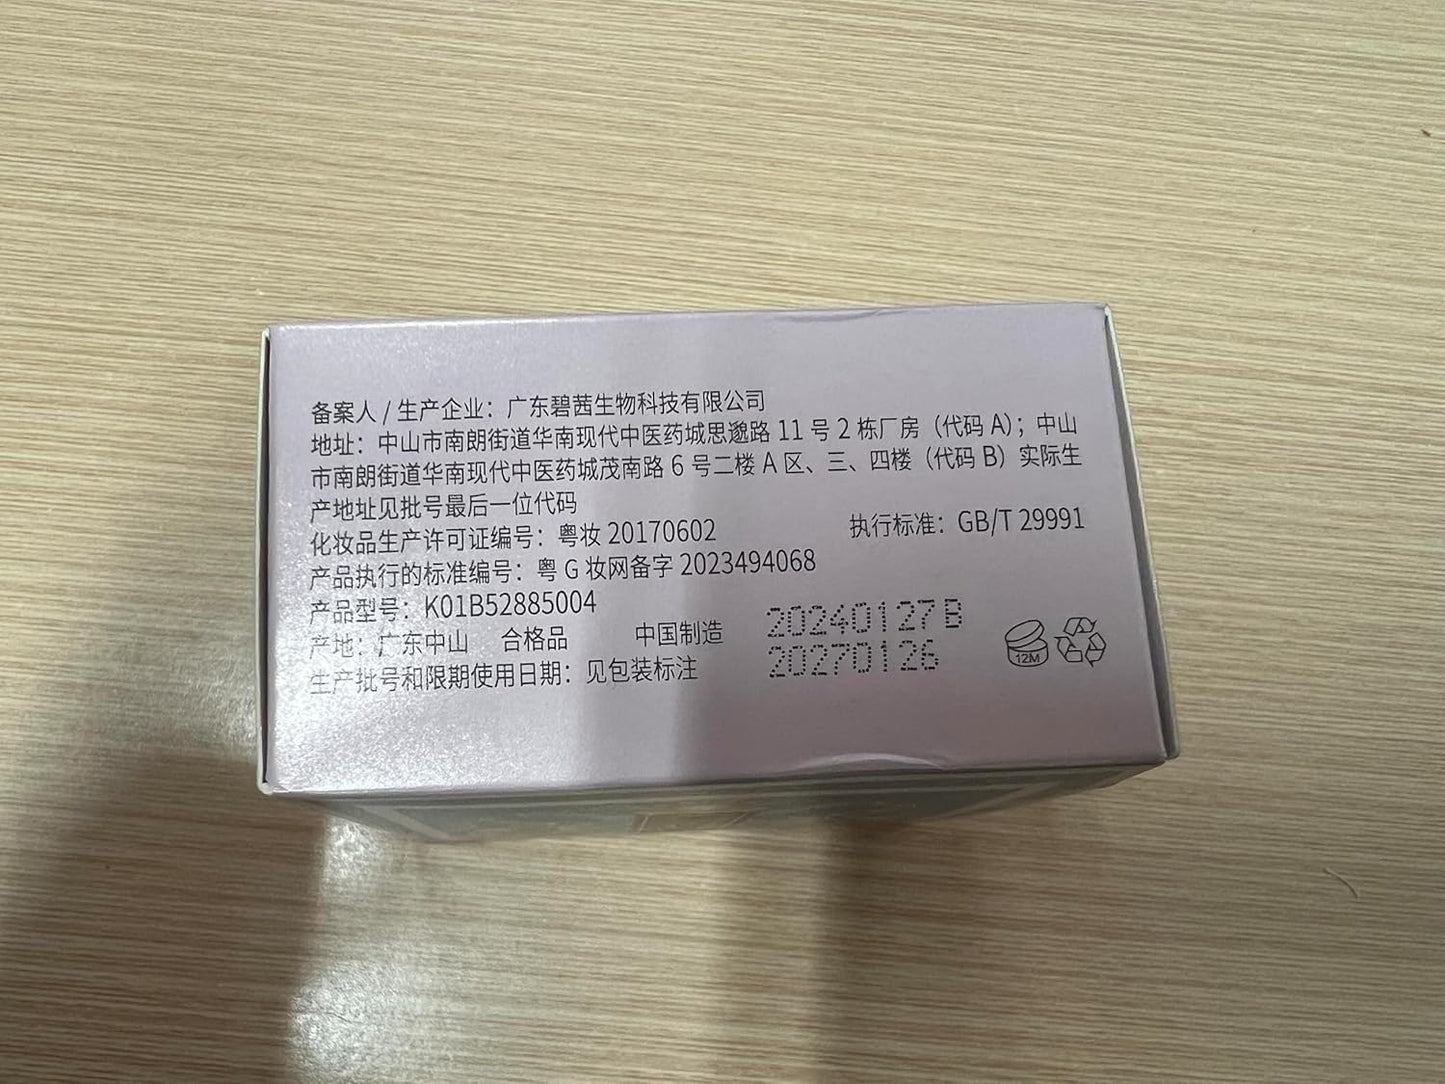 备案人 / 生产企业：广东碧茜生物科技有限公司
地址：中山市南朗街道华南现代中医药城思邈路 11 号 2 栋厂房（代码 A）；中山
市南朗街道华南现代中医药城茂南路 6 号二楼 A 区、三、四楼（代码 B）实际生
产地址见批号最后一位代码
化妆品生产许可证编号：粤妆 20170602 执行标准：GB/T 29991
产品执行的标准编号：粤 G 妆网备字 2023494068
产品型号：K01B52885004
产地：广东中山 合格品 中国制造
生产批号和限期使用日期：见包装标注
20240127B
20270126
12M